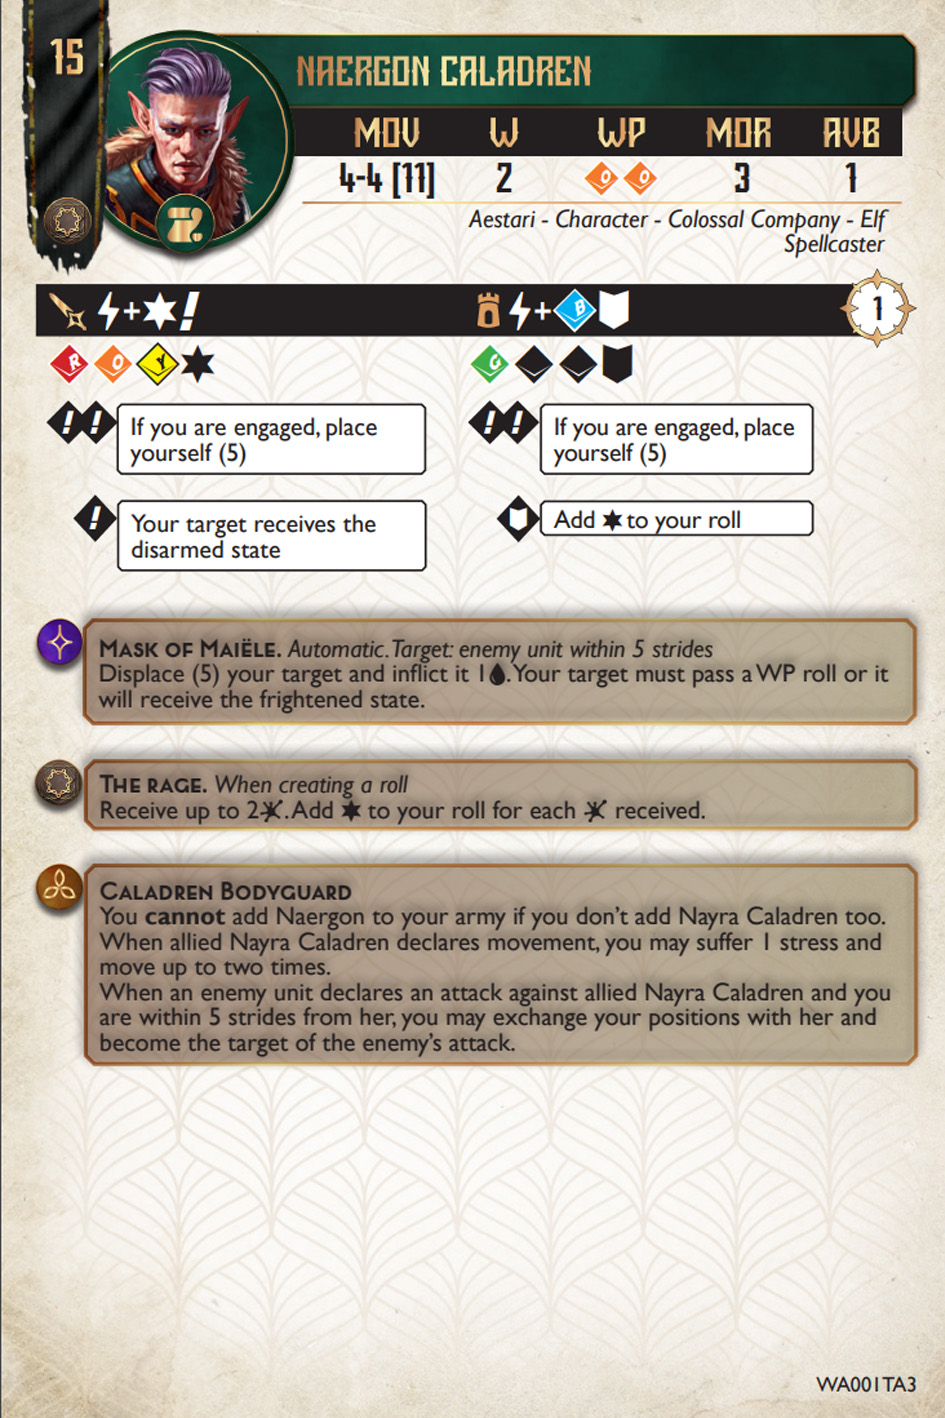 15
NAERGON CALADREN
MOV W WP MOR AVB
4-4 [11] 2 O O 3 1
Aestari - Character - Colossal Company - Elf
Spellcaster
+ ! + B 1
R O Y G
!! If you are engaged, place
yourself (5)
!! If you are engaged, place
yourself (5)
! Your target receives the
disarmed state
Add to your roll
MASK OF MAIËLE. Automatic. Target: enemy unit within 5 strides
Displace (5) your target and inflict it 1. Your target must pass a WP roll or it
will receive the frightened state.
THE RAGE. When creating a roll
Receive up to 2. Add to your roll for each received.
CALADREN BODYGUARD
You cannot add Naergon to your army if you don't add Nayra Caladren too.
When allied Nayra Caladren declares movement, you may suffer 1 stress and
move up to two times.
When an enemy unit declares an attack against allied Nayra Caladren and you
are within 5 strides from her, you may exchange your positions with her and
become the target of the enemy's attack.
WA001TA3